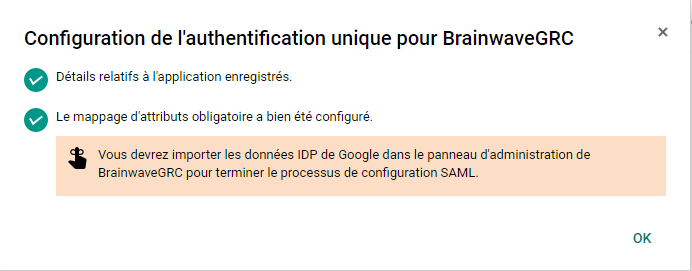 Configuration de l'authentification unique pour BrainwaveGRC
Détails relatifs à l'application enregistrés.
Le mappage d'attributs obligatoire a bien été configuré.
Vous devrez importer les données IDP de Google dans le panneau d'administration de
BrainwaveGRC pour terminer le processus de configuration SAML.
OK